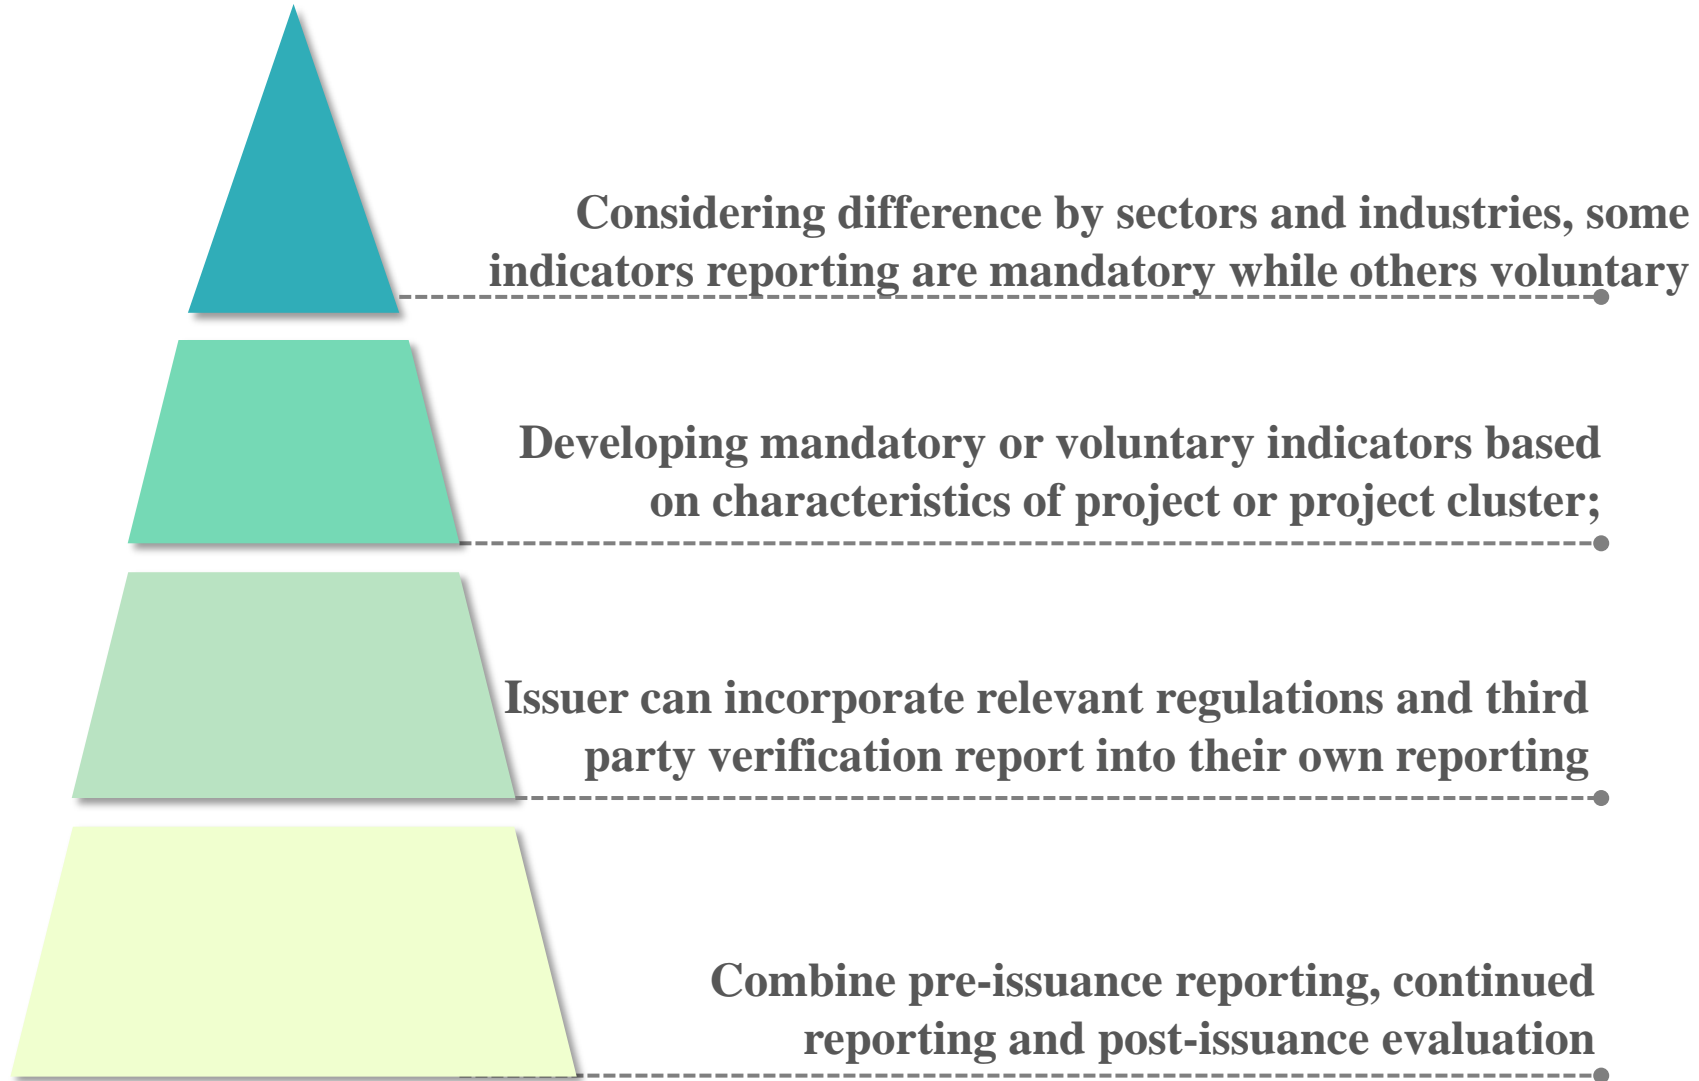 Considering difference by sectors and industries, some
indicators reporting are mandatory while others voluntary
Developing mandatory or voluntary indicators based
on characteristics of project or project cluster;
Issuer can incorporate relevant regulations and third
party verification report into their own reporting
Combine pre-issuance reporting, continued
reporting and post-issuance evaluation